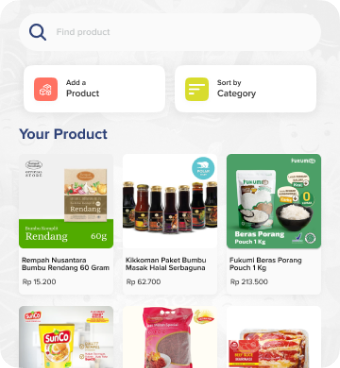 Find product
Add a
Product
Sort by
Category
Your Product
Rendang
Rendang
60g
Fukumi
Beras Porang
Pouch 1 Kg
Rempah Nusantara
Bumbu Rendang 60 Gram
Rp 15.200
Kikkoman Paket Bumbu
Masak Halal Serbaguna
Rp 62.700
Fukumi Beras Porang
Pouch 1 Kg
Rp 213.500
SunCo
SunCo